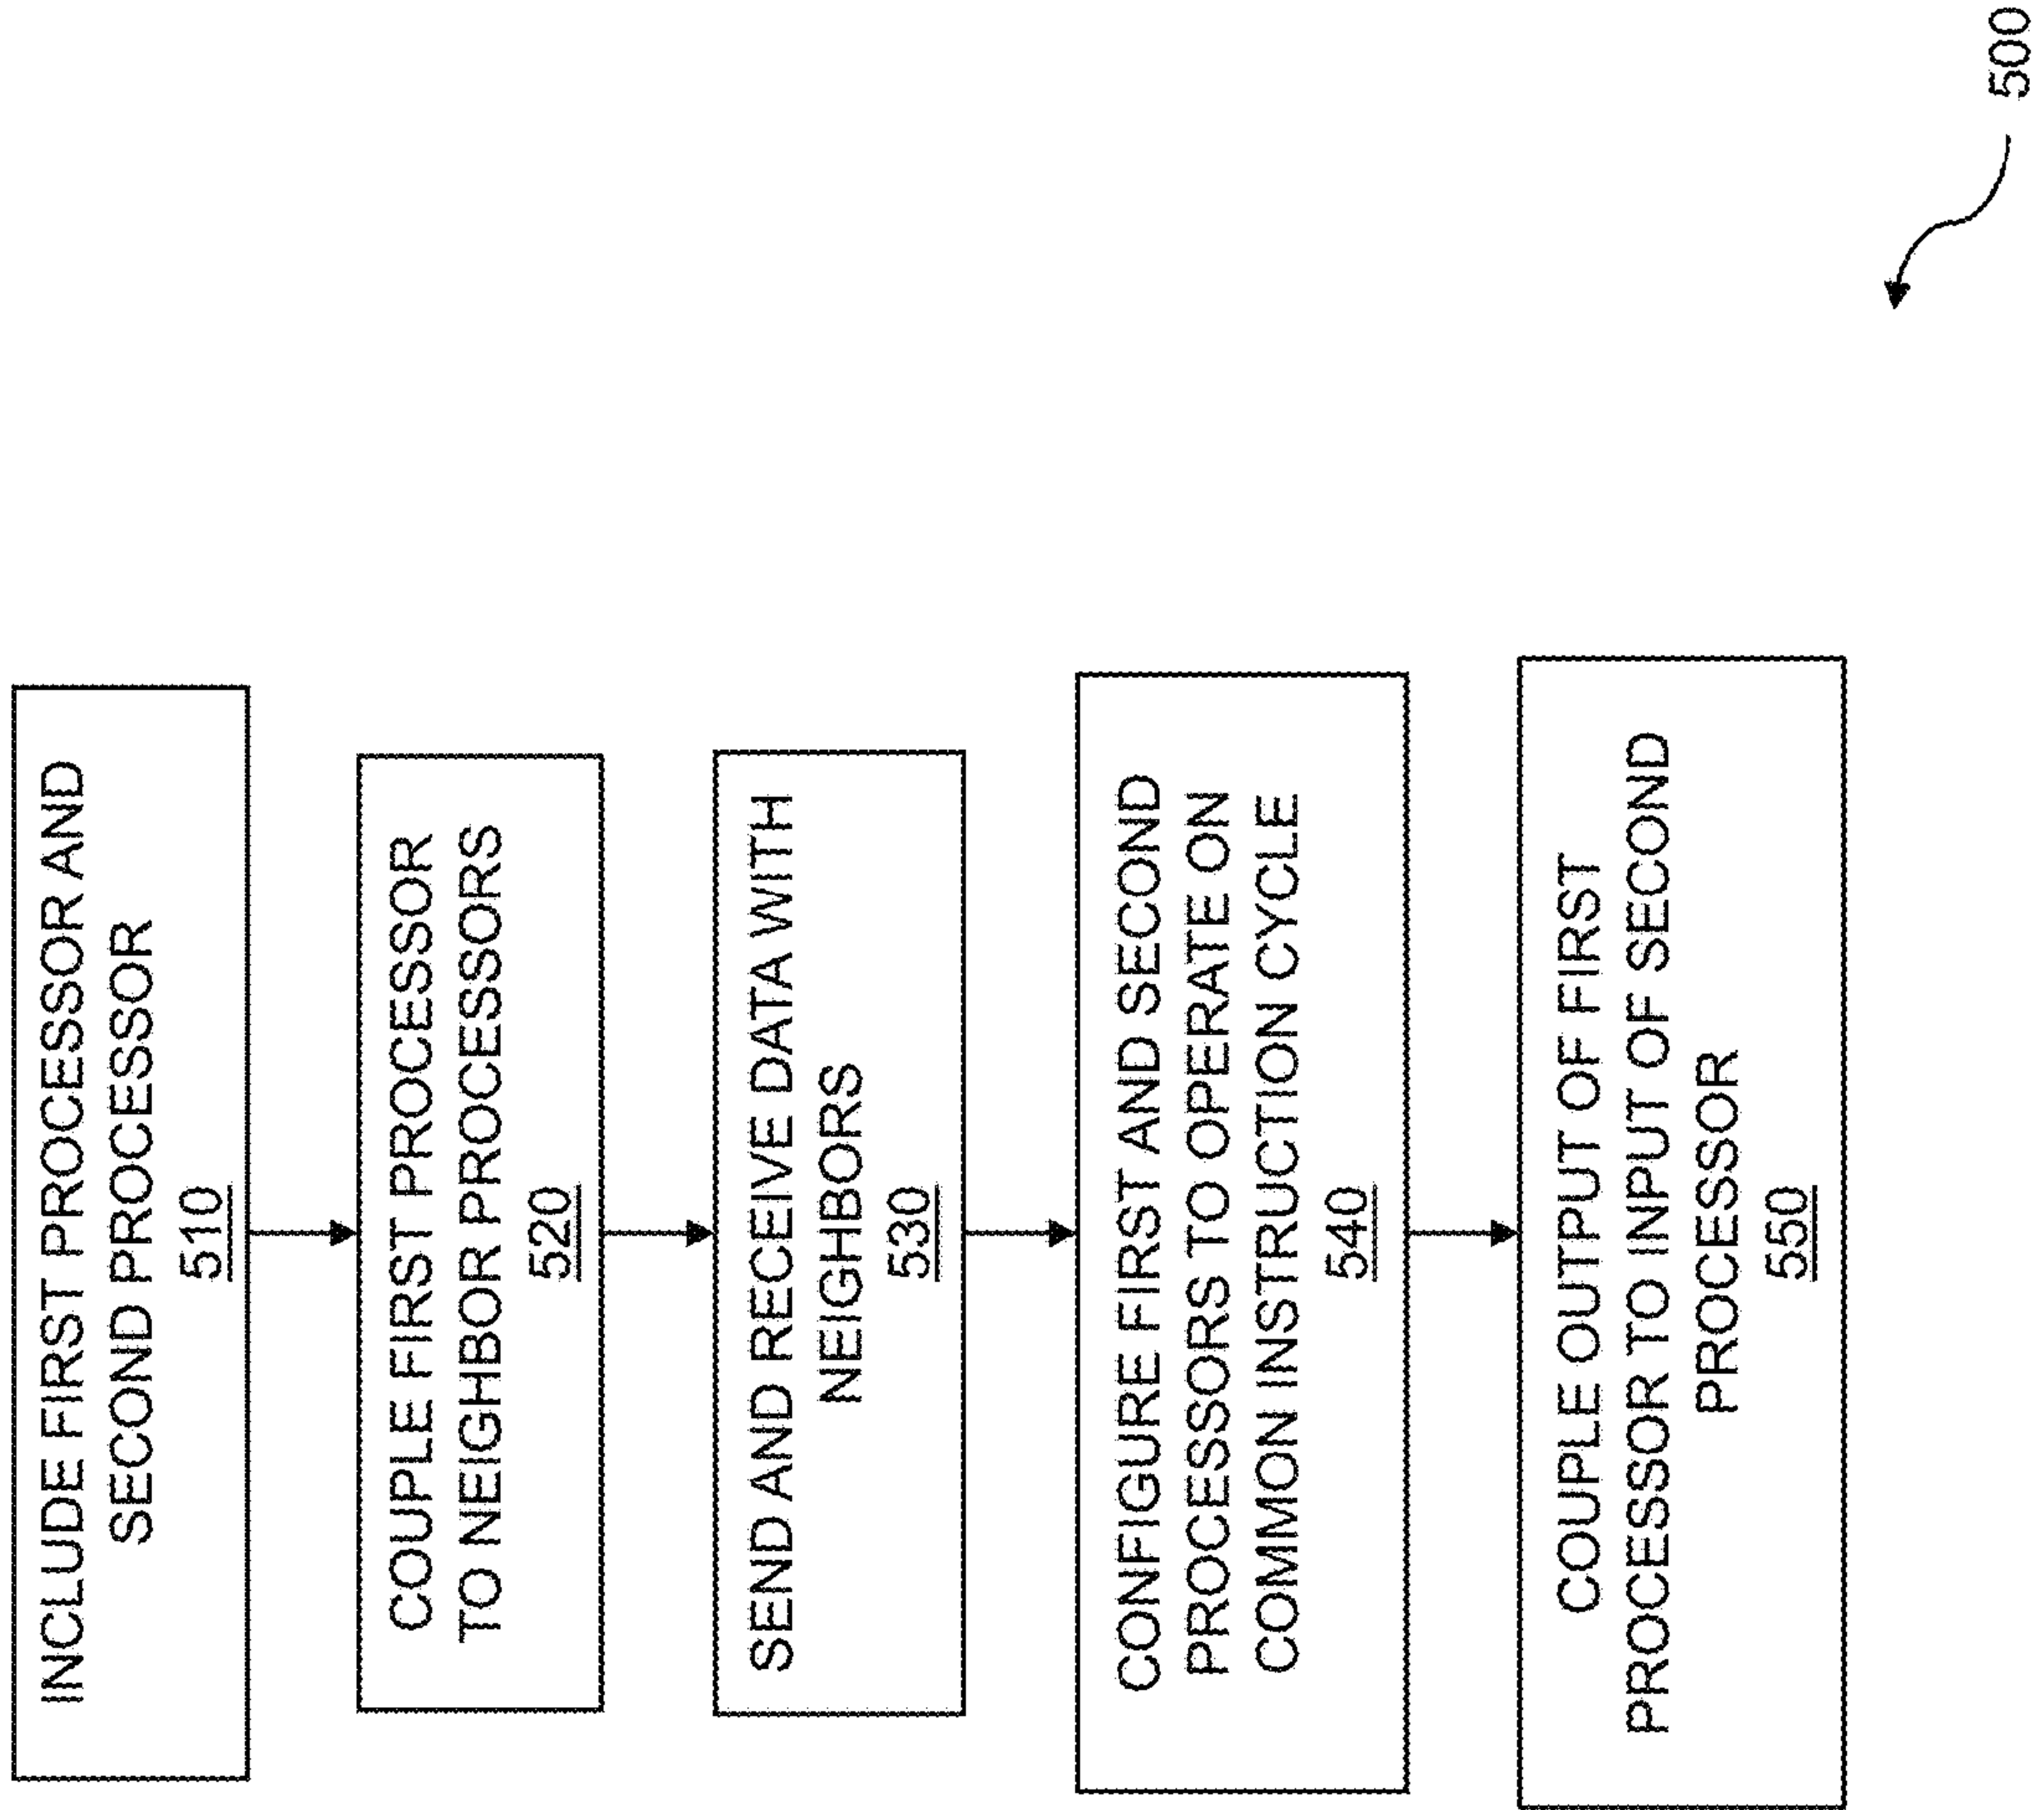 INCLUDE FIRST PROCESSOR AND
SECOND PROCESSOR
510
COUPLE FIRST PROCESSOR
TO NEIGHBOR PROCESSORS
520
SEND AND RECEIVE DATA WITH
NEIGHBORS
530
CONFIGURE FIRST AND SECOND
PROCESSORS TO OPERATE ON
COMMON INSTRUCTION CYCLE
540
COUPLE OUTPUT OF FIRST
PROCESSOR TO INPUT OF SECOND
PROCESSOR
550
500